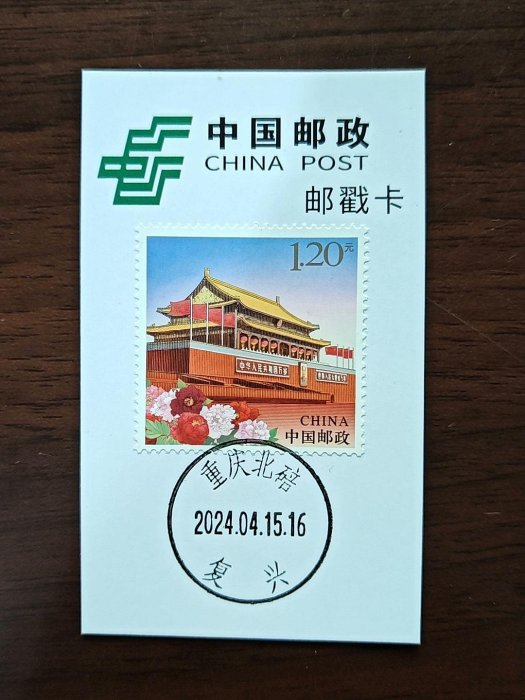 中国邮政
CHINA POST
邮戳卡
1.20元
中华人民共和国万岁
世界人民大团结万岁
CHINA
中国邮政
重庆北碚
2024.04.15.16
复兴